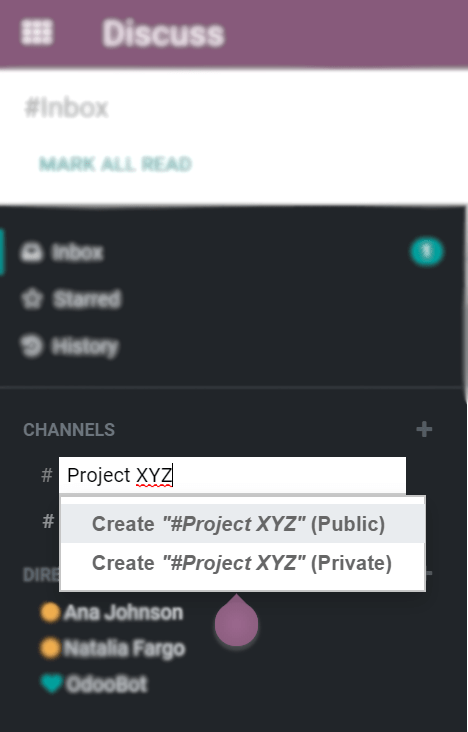 Discuss
#Inbox
MARK ALL READ
Inbox 1
Starred
History
CHANNELS +
# Project XYZ
Create "#Project XYZ" (Public)
#
Create "#Project XYZ" (Private)
DIRE
Ana Johnson
Natalia Fargo
OdooBot